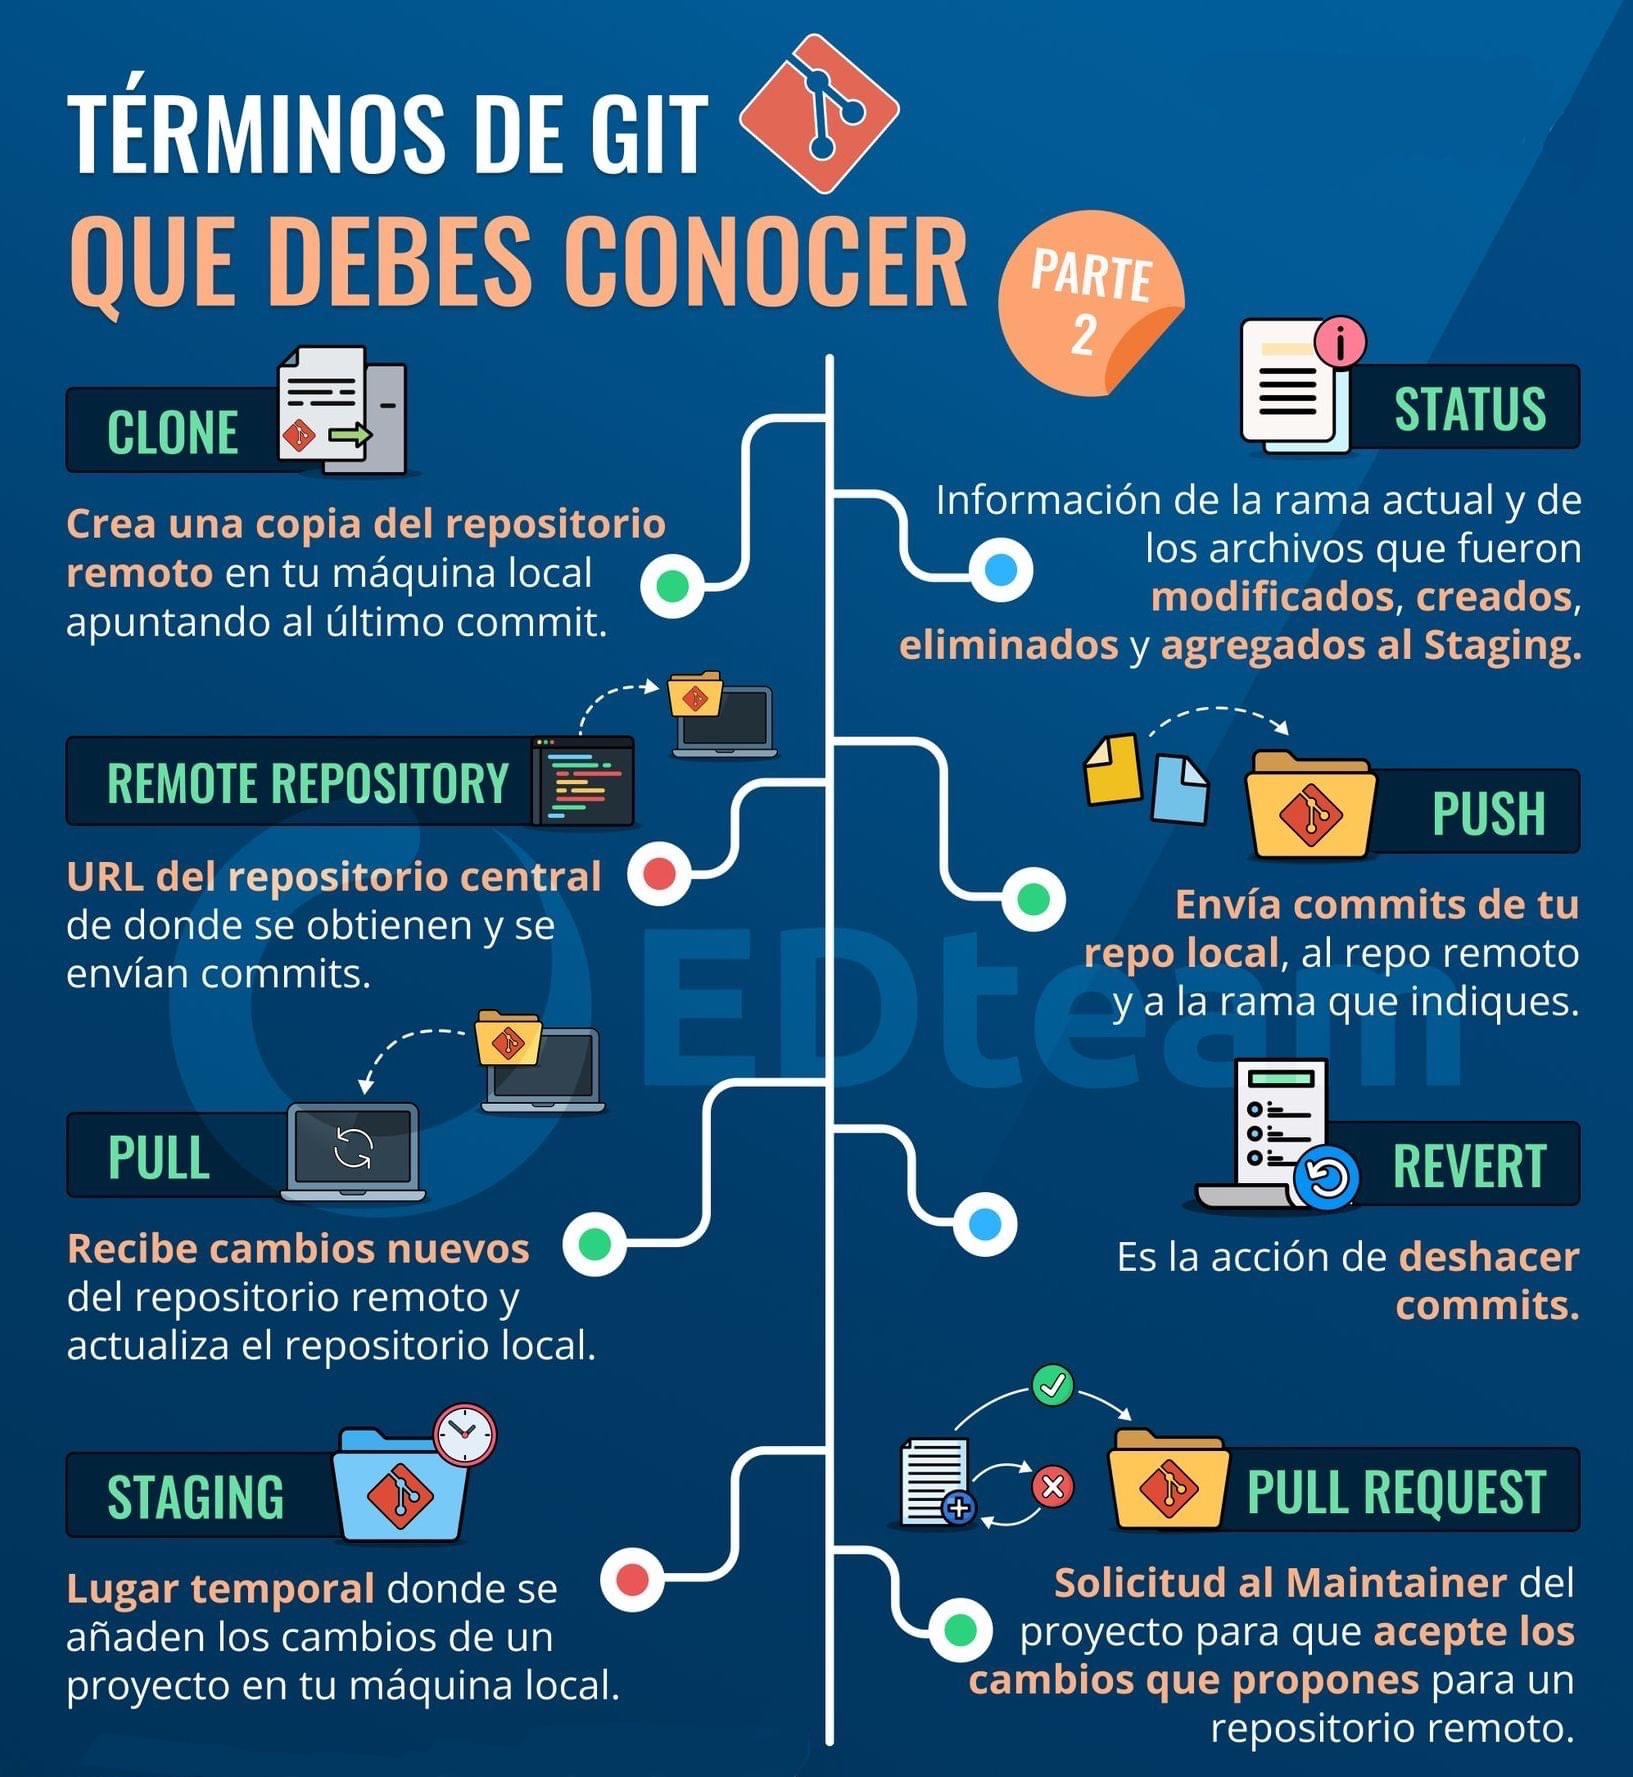 TÉRMINOS DE GIT
QUE DEBES CONOCER
PARTE
2
CLONE
Crea una copia del repositorio
remoto en tu máquina local
apuntando al último commit.
STATUS
Información de la rama actual y de
los archivos que fueron
modificados, creados,
eliminados y agregados al Staging.
REMOTE REPOSITORY
URL del repositorio central
de donde se obtienen y se
envían commits.
PUSH
Envía commits de tu
repo local, al repo remoto
y a la rama que indiques.
EDteam
PULL
Recibe cambios nuevos
del repositorio remoto y
actualiza el repositorio local.
REVERT
Es la acción de deshacer
commits.
STAGING
Lugar temporal donde se
añaden los cambios de un
proyecto en tu máquina local.
PULL REQUEST
Solicitud al Maintainer del
proyecto para que acepte los
cambios que propones para un
repositorio remoto.